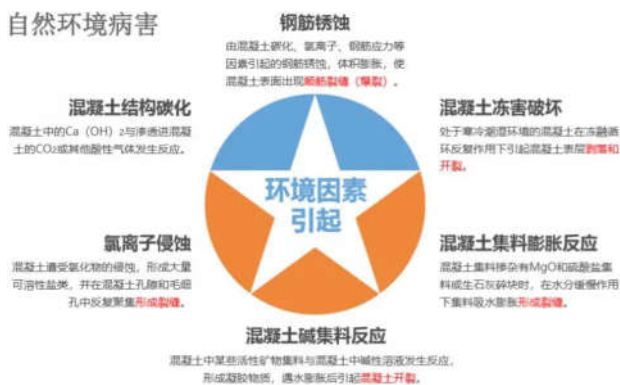 自然环境病害
钢筋锈蚀
由混凝土碳化、氯离子、钢筋应力等
因素引起的钢筋锈蚀，体积膨胀，使
混凝土表面出现顺筋裂缝（爆裂）。
混凝土结构碳化
混凝土中的Ca（OH）2与渗透进混凝
土的CO2或其他酸性气体发生反应。
混凝土冻害破坏
处于寒冷潮湿环境的混凝土在冻融循
环反复作用下引起混凝土表层剥落和
开裂。
环境因素
引起
氯离子侵蚀
混凝土遭受氯化物的侵蚀，形成大量
可溶性盐类，并在混凝土孔隙和毛细
孔中反复聚集形成裂缝。
混凝土集料膨胀反应
混凝土集料掺杂有MgO和硫酸盐集
料或生石灰碎块时，在水分缓慢作用
下集料吸水膨胀形成裂缝。
混凝土碱集料反应
混凝土中某些活性矿物集料与混凝土中碱性溶液发生反应，
形成凝胶物质，遇水膨胀后引起混凝土开裂。